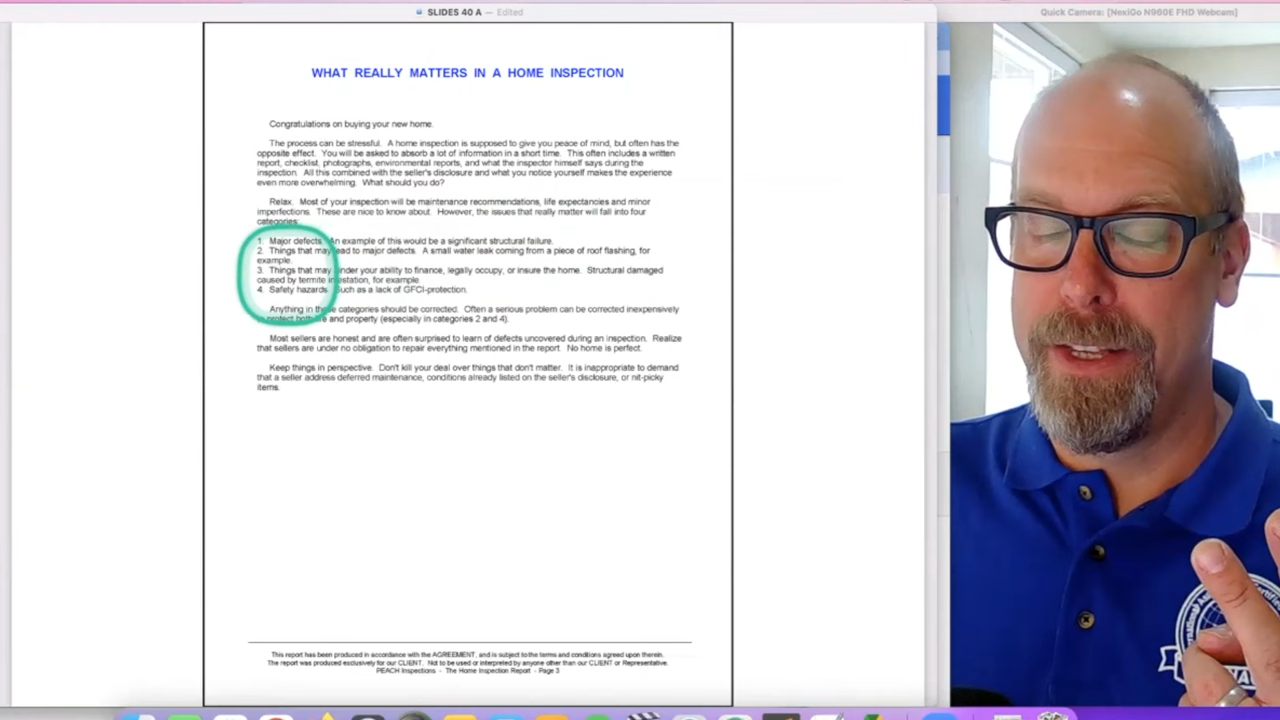 SLIDES 40 A — Edited
Quick Camera: [NexiGo N960E FHD Webcam]
WHAT REALLY MATTERS IN A HOME INSPECTION
Congratulations on buying your new home.
The process can be stressful. A home inspection is supposed to give you peace of mind, but often has the
opposite effect. You will be asked to absorb a lot of information in a short time. This often includes a written
report, checklist, photographs, environmental reports, and what the inspector himself says during the
inspection. All this combined with the seller's disclosure and what you notice yourself makes the experience
even more overwhelming. What should you do?
Relax. Most of your inspection will be maintenance recommendations, life expectancies and minor
imperfections. These are nice to know about. However, the issues that really matter will fall into four
categories:
1. Major defects. An example of this would be a significant structural failure.
2. Things that may lead to major defects. A small water leak coming from a piece of roof flashing, for
example.
3. Things that may hinder your ability to finance, legally occupy, or insure the home. Structural damaged
caused by termite infestation, for example.
4. Safety hazards. Such as a lack of GFCI-protection.
Anything in these categories should be corrected. Often a serious problem can be corrected inexpensively
to protect both life and property (especially in categories 2 and 4).
Most sellers are honest and are often surprised to learn of defects uncovered during an inspection. Realize
that sellers are under no obligation to repair everything mentioned in the report. No home is perfect.
Keep things in perspective. Don't kill your deal over things that don't matter. It is inappropriate to demand
that a seller address deferred maintenance, conditions already listed on the seller's disclosure, or nit-picky
items.
This report has been produced in accordance with the AGREEMENT, and is subject to the terms and conditions agreed upon therein.
The report was produced exclusively for our CLIENT. Not to be used or interpreted by anyone other than our CLIENT or Representative.
PEACH Inspections - The Home Inspection Report - Page 3